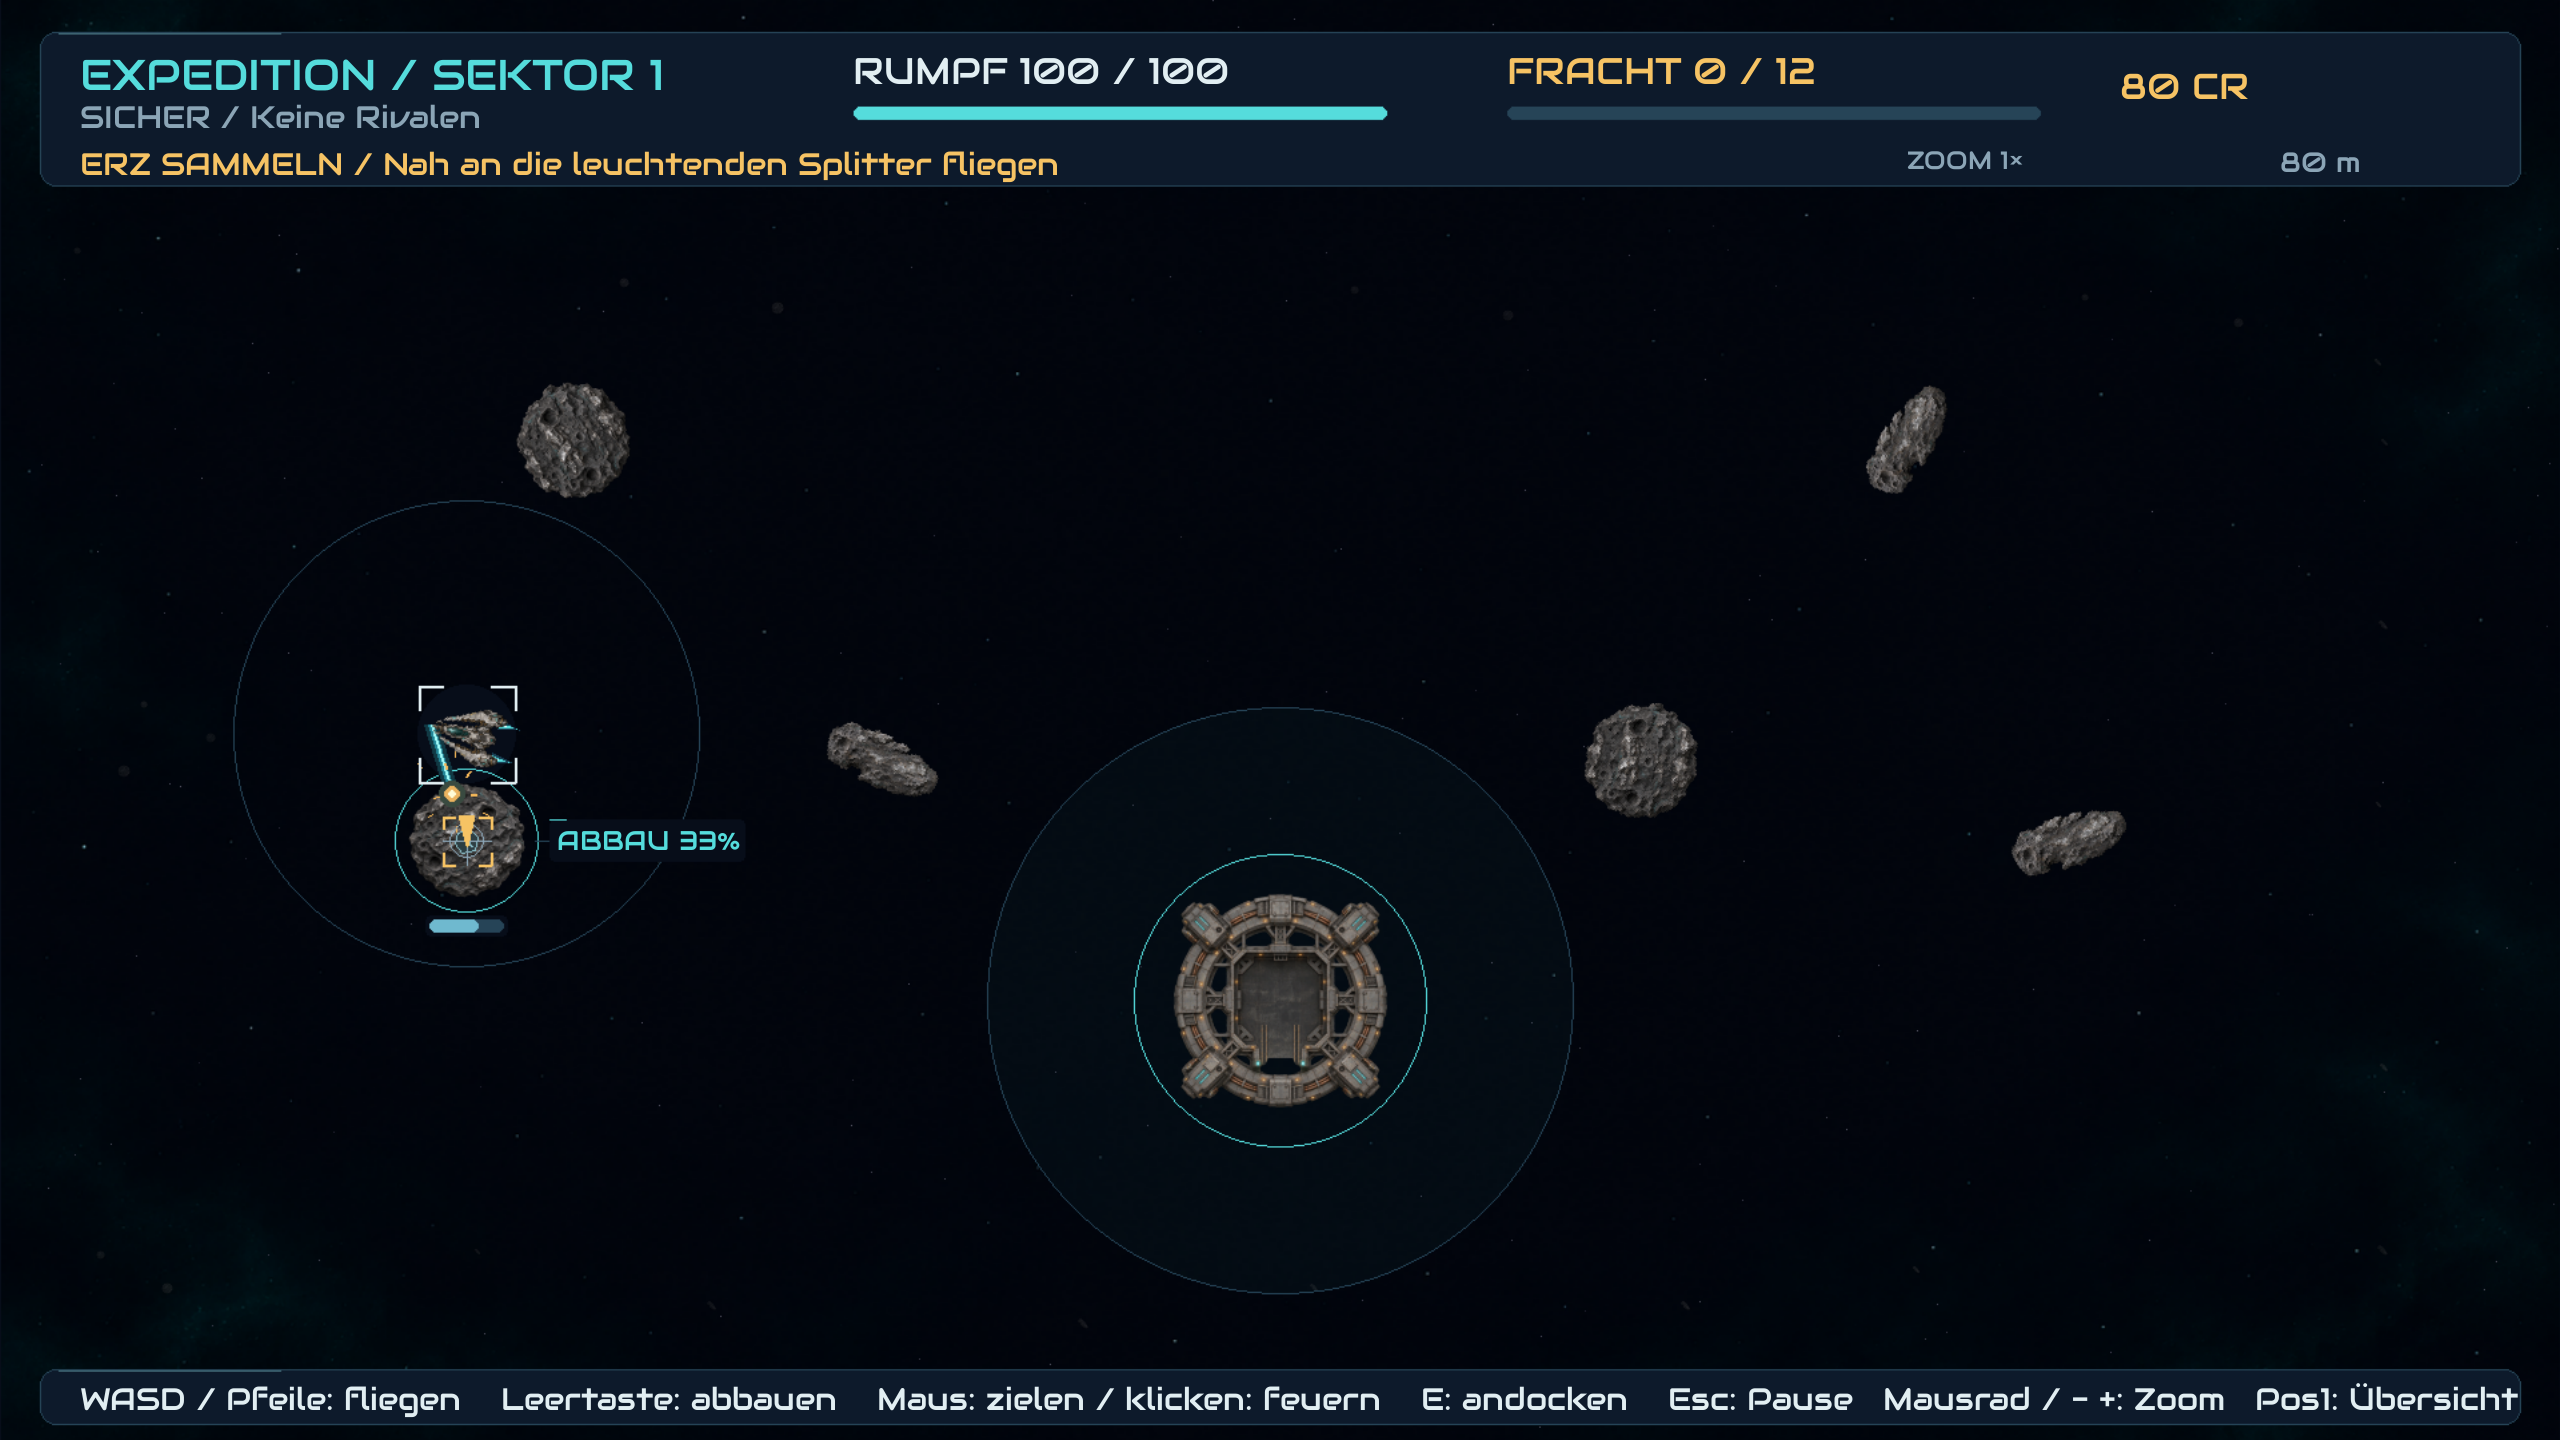 EXPEDITION / SEKTOR 1
SICHER / Keine Rivalen
ERZ SAMMELN / Nah an die leuchtenden Splitter fliegen
RUMPF 100 / 100
FRACHT 0 / 12
80 CR
ZOOM 1×
80 m
ABBAU 33%
WASD / Pfeile: fliegen Leertaste: abbauen Maus: zielen / klicken: feuern E: andocken Esc: Pause Mausrad / - +: Zoom Pos1: Übersicht